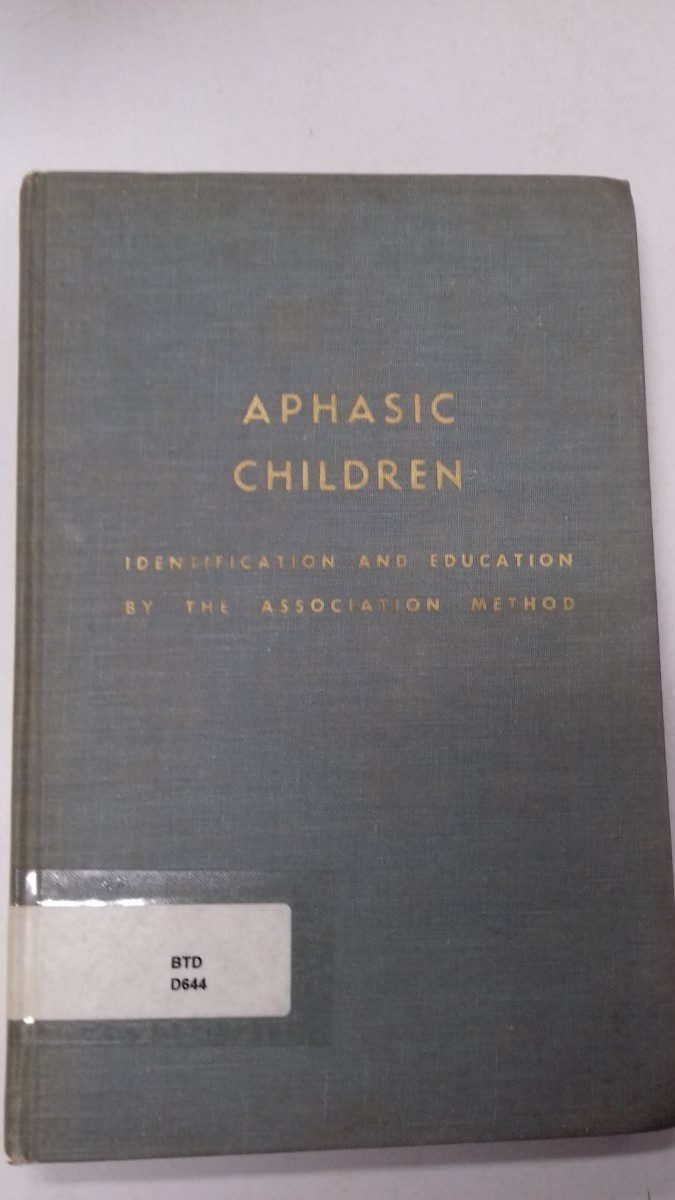 APHASIC
CHILDREN
IDENTIFICATION AND EDUCATION
BY THE ASSOCIATION METHOD
BTD
D644